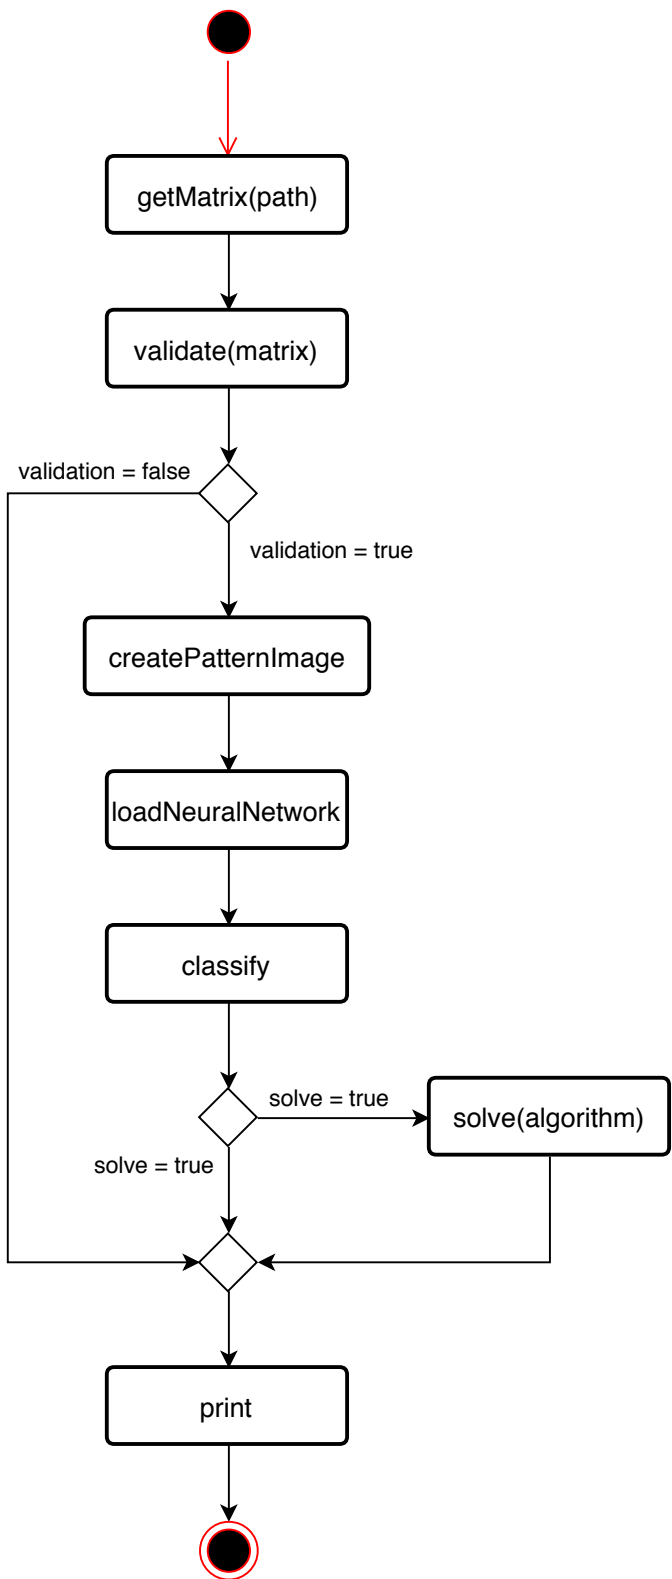 getMatrix(path)
validate(matrix)
validation = false
validation = true
createPatternImage
loadNeuralNetwork
classify
solve = true
solve(algorithm)
solve = true
print